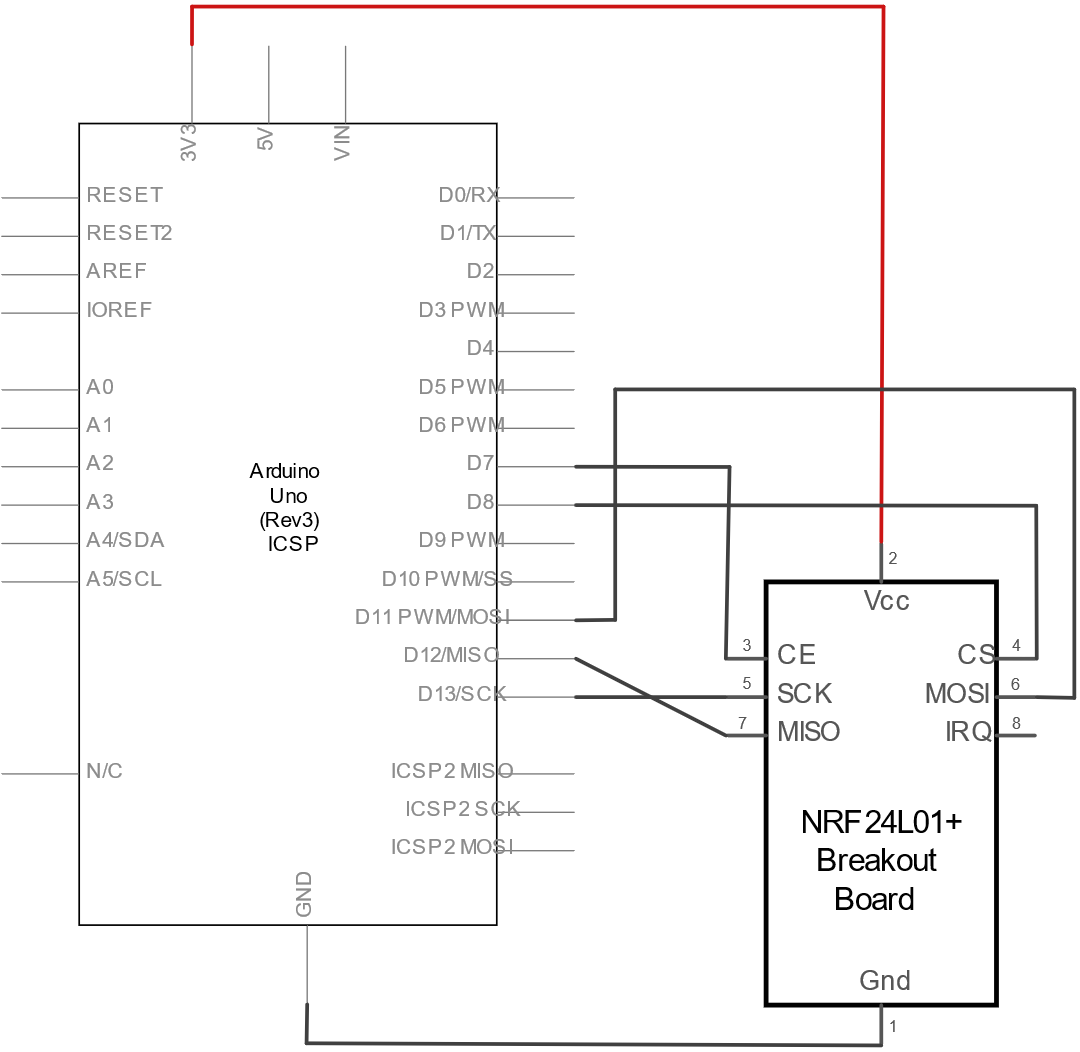 3V3
5V
VIN
RESET
D0/RX
RESET2
D1/TX
AREF
D2
IOREF
D3 PWM
D4
A0
D5 PWM
A1
D6 PWM
A2
D7
A3
D8
A4/SDA
D9 PWM
A5/SCL
D10 PWM/SS
D11 PWM/MOSI
D12/MISO
D13/SCK
N/C
ICSP2 MISO
ICSP2 SCK
ICSP2 MOSI
GND
Arduino
Uno
(Rev3)
ICSP
2
Vcc
3
CE
CS
4
5
SCK
MOSI
6
7
MISO
IRQ
8
NRF24L01+
Breakout
Board
Gnd
1